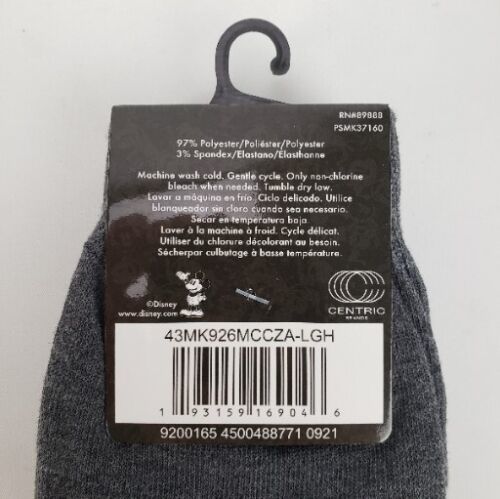 RN#89888
PSMK37160
97% Polyester/Poliéster/Polyester
3% Spandex/Elastano/Élasthanne
Machine wash cold. Gentle cycle. Only non-chlorine
bleach when needed. Tumble dry low.
Lavar a máquina en frío. Ciclo delicado. Utilice
blanqueador sin cloro cuando sea necesario.
Secar en temperatura baja.
Laver à la machine à froid. Cycle délicat.
Utiliser du chlorure décolorant au besoin.
Sécherpar culbutage à basse température.
©Disney
www.disney.com
CENTRIC
BRANDS
43MK926MCCZA-LGH
1 93159 16904 6
9200165 4500488771 0921